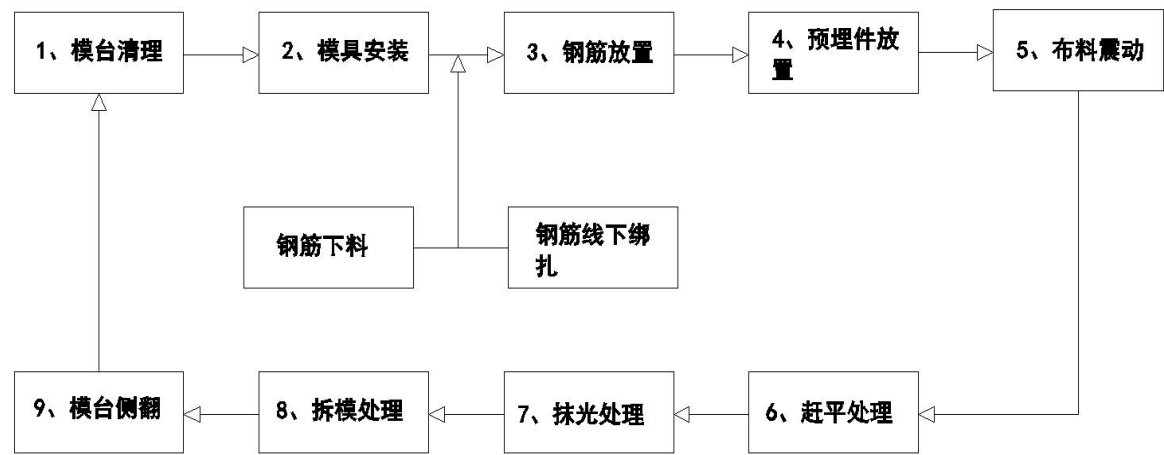 1、模台清理
2、模具安装
3、钢筋放置
4、预埋件放
置
5、布料震动
钢筋下料
钢筋线下绑
扎
9、模台侧翻
8、拆模处理
7、抹光处理
6、赶平处理